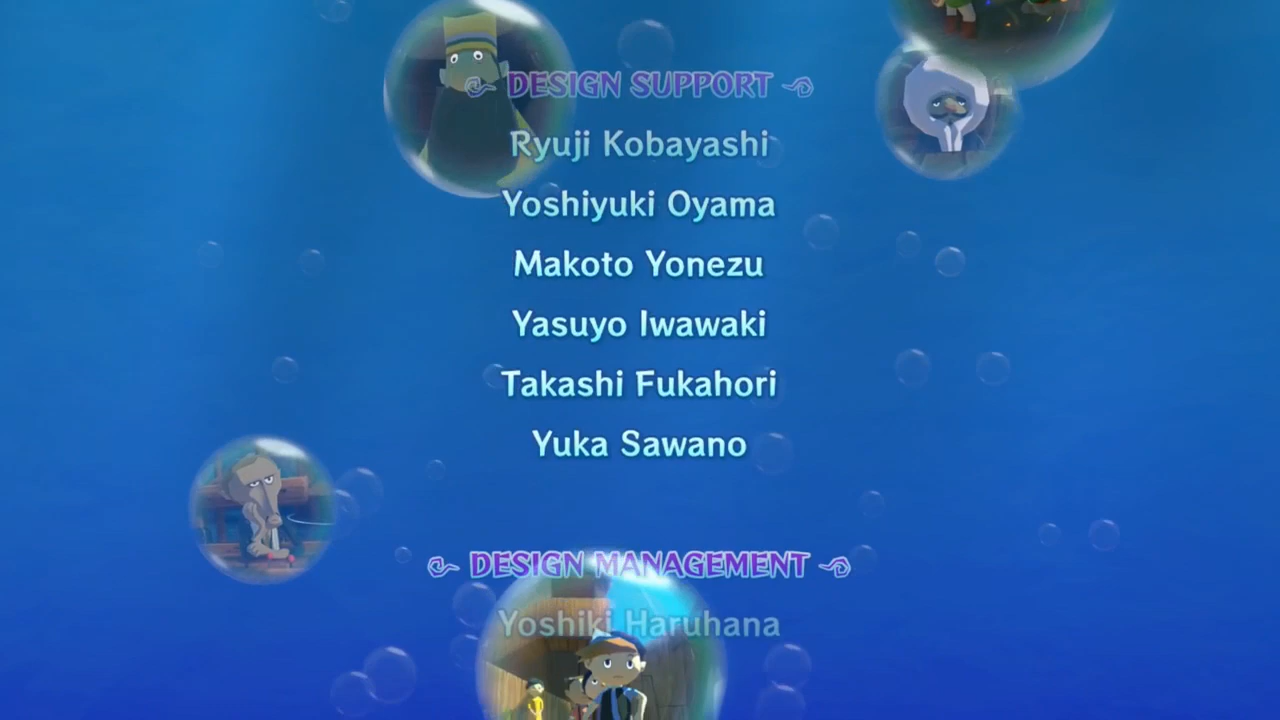 DESIGN SUPPORT
Ryuji Kobayashi
Yoshiyuki Oyama
Makoto Yonezu
Yasuyo Iwawaki
Takashi Fukahori
Yuka Sawano
DESIGN MANAGEMENT
Yoshiki Haruhana